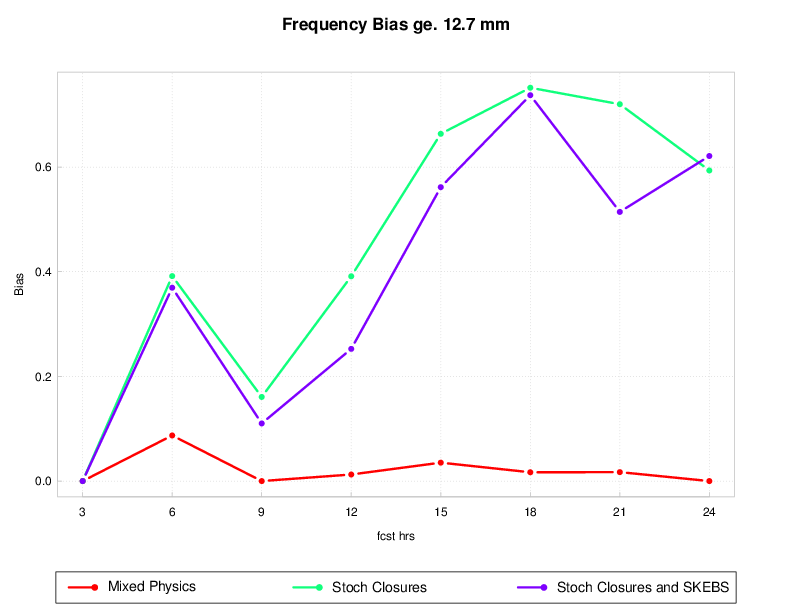 Frequency Bias ge. 12.7 mm
0.6
0.4
0.2
0.0
Bias
3 6 9 12 15 18 21 24
fcst hrs
Mixed Physics Stoch Closures Stoch Closures and SKEBS